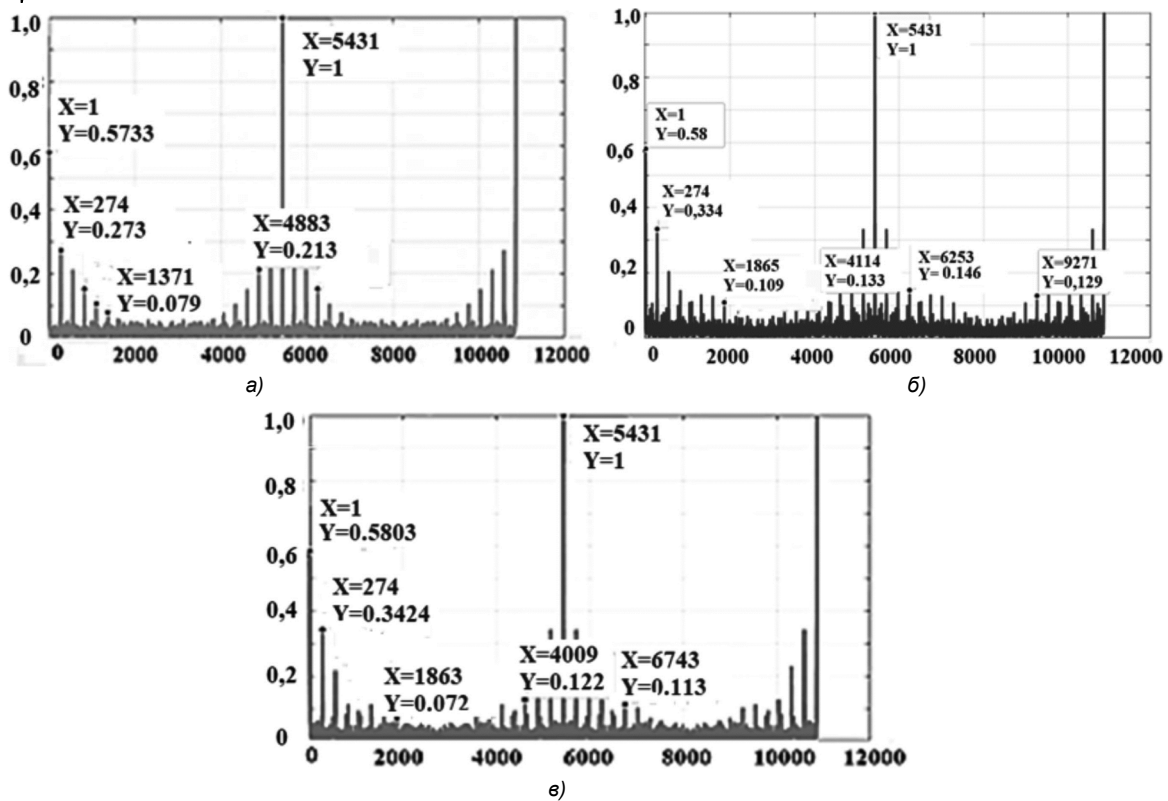 1,0
0,8
0,6
0,4
0,2
0
X=5431
Y=1
X=1
Y=0.5733
X=274
Y=0.273
X=1371
Y=0.079
X=4883
Y=0.213
0 2000 4000 6000 8000 10000 12000
а)
1,0
0,8
0,6
0,4
0,2
0
X=5431
Y=1
X=1
Y=0.58
X=274
Y=0,334
X=1865
Y=0.109
X=4114
Y=0.133
X=6253
Y= 0.146
X=9271
Y=0,129
0 2000 4000 6000 8000 10000 12000
б)
1,0
0,8
0,6
0,4
0,2
0
X=5431
Y=1
X=1
Y=0.5803
X=274
Y=0.3424
X=1863
Y=0.072
X=4009
Y=0.122
X=6743
Y=0.113
0 2000 4000 6000 8000 10000 12000
в)